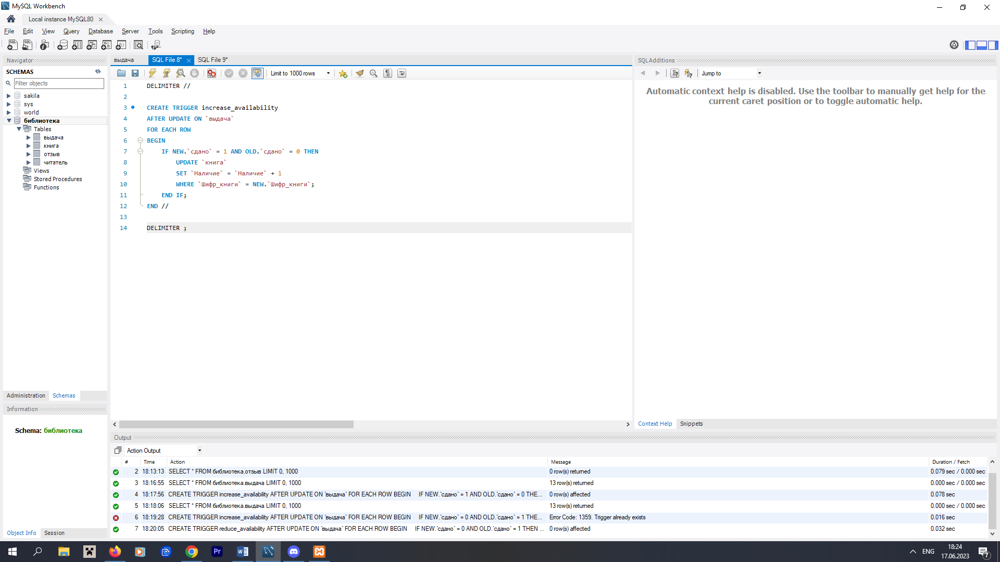 MySQL Workbench
Local instance MySQL80
File Edit View Query Database Server Tools Scripting Help
Navigator
SCHEMAS
Filter objects
sakila
sys
world
библиотека
Tables
выдача
книга
отзыв
читатель
Views
Stored Procedures
Functions
Administration Schemas
Information
Schema: библиотека
Object Info Session
выдача SQL File 8* SQL File 9*
Limit to 1000 rows
1 DELIMITER //
2
3 CREATE TRIGGER increase_availability
4 AFTER UPDATE ON `выдача`
5 FOR EACH ROW
6 BEGIN
7 IF NEW.`сдано` = 1 AND OLD.`сдано` = 0 THEN
8 UPDATE `книга`
9 SET `Наличие` = `Наличие` + 1
10 WHERE `Шифр_книги` = NEW.`Шифр_книги`;
11 END IF;
12 END //
13
14 DELIMITER ;
SQLAdditions
Jump to
Automatic context help is disabled. Use the toolbar to manually get help for the
current caret position or to toggle automatic help.
Context Help Snippets
Output
Action Output
# Time Action Message Duration / Fetch
2 18:13:13 SELECT * FROM библиотека.отзыв LIMIT 0, 1000 0 row(s) returned 0.079 sec / 0.000 sec
3 18:16:55 SELECT * FROM библиотека.выдача LIMIT 0, 1000 13 row(s) returned 0.000 sec / 0.000 sec
4 18:17:56 CREATE TRIGGER increase_availability AFTER UPDATE ON `выдача` FOR EACH ROW BEGIN IF NEW.`сдано` = 1 AND OLD.`сдано` = 0 THE... 0 row(s) affected 0.078 sec
5 18:18:06 SELECT * FROM библиотека.выдача LIMIT 0, 1000 13 row(s) returned 0.000 sec / 0.000 sec
6 18:19:28 CREATE TRIGGER increase_availability AFTER UPDATE ON `выдача` FOR EACH ROW BEGIN IF NEW.`сдано` = 0 AND OLD.`сдано` = 1 THE... Error Code: 1359. Trigger already exists 0.016 sec
7 18:20:05 CREATE TRIGGER reduce_availability AFTER UPDATE ON `выдача` FOR EACH ROW BEGIN IF NEW.`сдано` = 0 AND OLD.`сдано` = 1 THEN ... 0 row(s) affected 0.032 sec
Pr
ENG
18:24
17.06.2023
7